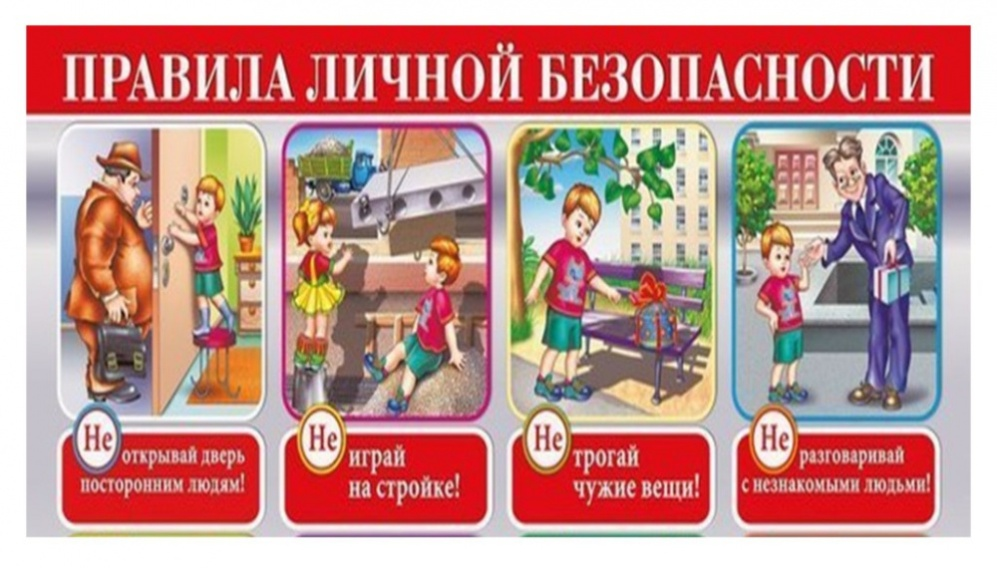 ПРАВИЛА ЛИЧНОЙ БЕЗОПАСНОСТИ
Не открывай дверь
посторонним людям!
Не играй
на стройке!
Не трогай
чужие вещи!
Не разговаривай
с незнакомыми людьми!